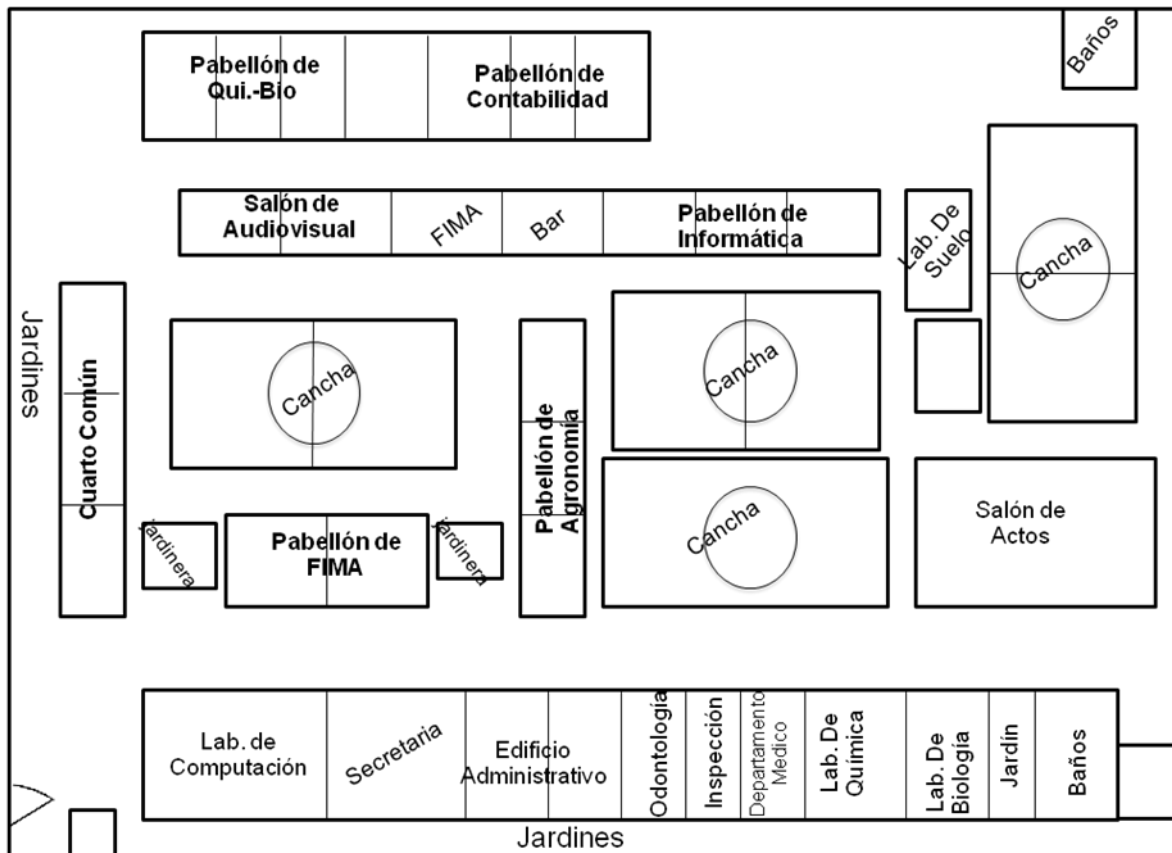 Baños
Pabellón de
Qui.-Bio
Pabellón de
Contabilidad
Salón de
Audiovisual
FIMA
Bar
Pabellón de
Informática
Lab. De
Suelo
Cancha
Jardines
Cuarto Común
Cancha
Pabellón de
Agronomía
Cancha
Cancha
Salón de
Actos
jardinera
Pabellón de
FIMA
jardinera
Lab. de
Computación
Secretaria
Edificio
Administrativo
Odontología
Inspección
Departamento
Medico
Lab. De
Química
Lab. De
Biología
Jardín
Baños
Jardines